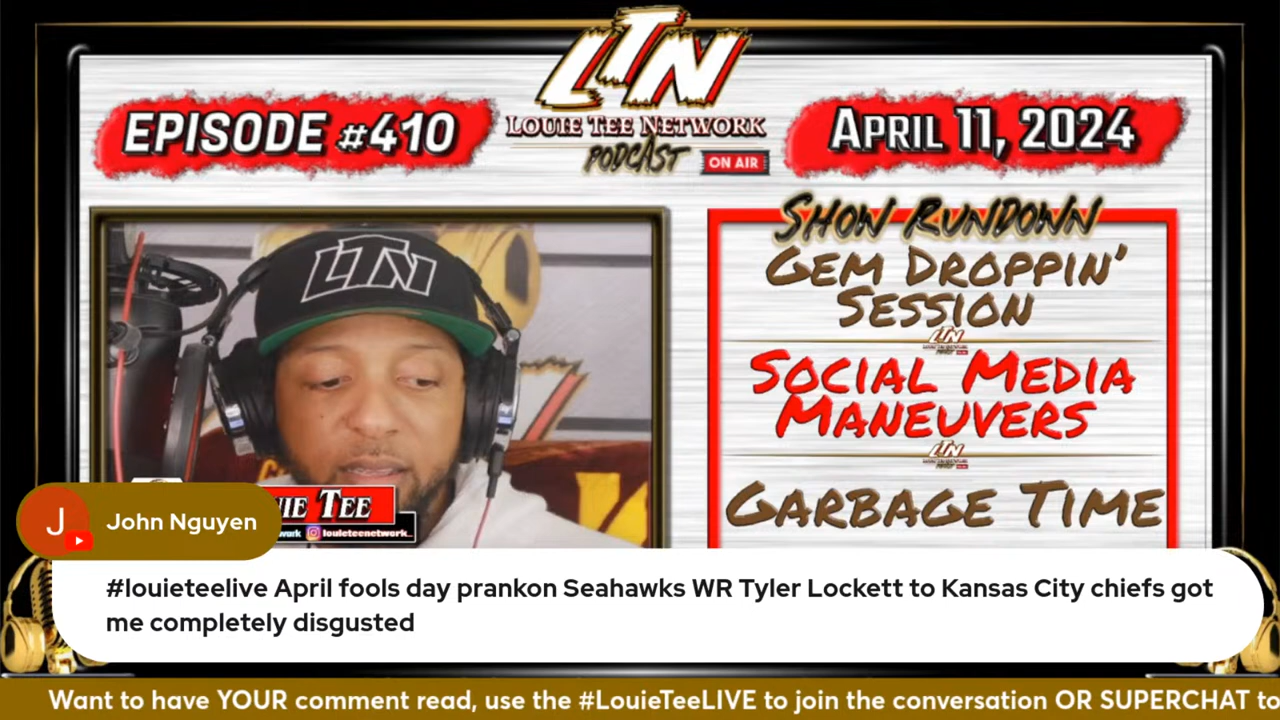 LTN
LOUIE TEE NETWORK
PODCAST
ON AIR
EPISODE #410
APRIL 11, 2024
SHOW RUNDOWN
GEM DROPPIN'
SESSION
SOCIAL MEDIA
MANEUVERS
GARBAGE TIME
LTN
IE TEE
louieteenetwork
J
John Nguyen
#louieteelive April fools day prankon Seahawks WR Tyler Lockett to Kansas City chiefs got
me completely disgusted
Want to have YOUR comment read, use the #LouieTeeLIVE to join the conversation OR SUPERCHAT to